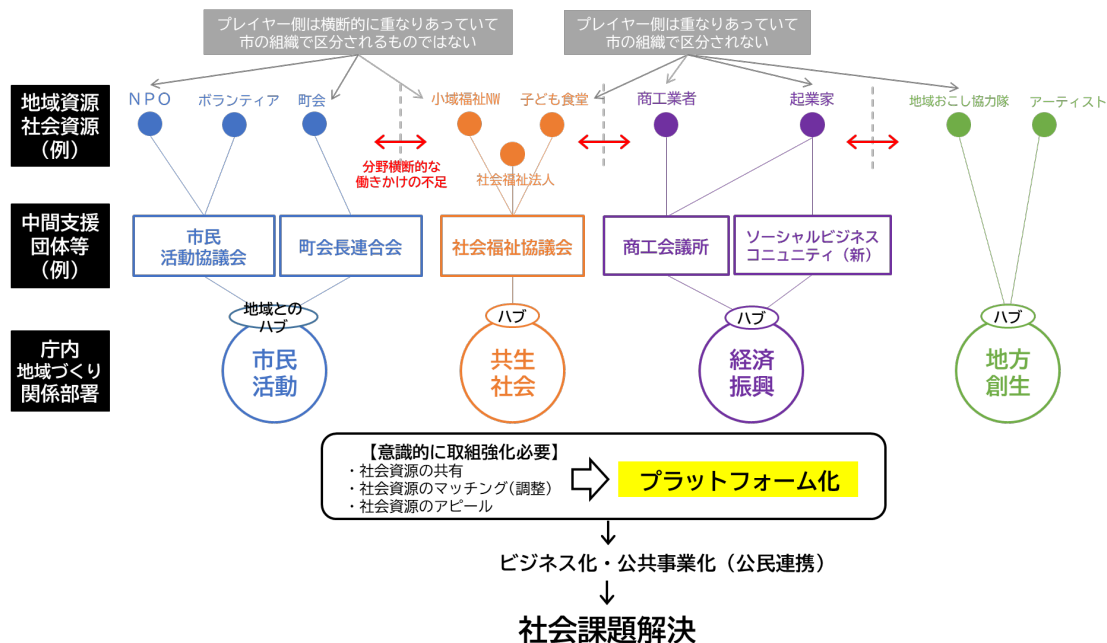 プレイヤー側は横断的に重なりあっていて
市の組織で区分されるものではない
プレイヤー側は重なりあっていて
市の組織で区分されない
地域資源
社会資源
（例）
ＮＰＯ
ボランティア
町会
小域福祉NW
子ども食堂
商工業者
起業家
地域おこし協力隊
アーティスト
分野横断的な
働きかけの不足
社会福祉法人
中間支援
団体等
（例）
市民
活動協議会
町会長連合会
社会福祉協議会
商工会議所
ソーシャルビジネス
コニュニティ（新）
地域との
ハブ
ハブ
ハブ
ハブ
庁内
地域づくり
関係部署
市民
活動
共生
社会
経済
振興
地方
創生
【意識的に取組強化必要】
・社会資源の共有
・社会資源のマッチング(調整)
・社会資源のアピール
プラットフォーム化
ビジネス化・公共事業化（公民連携）
社会課題解決